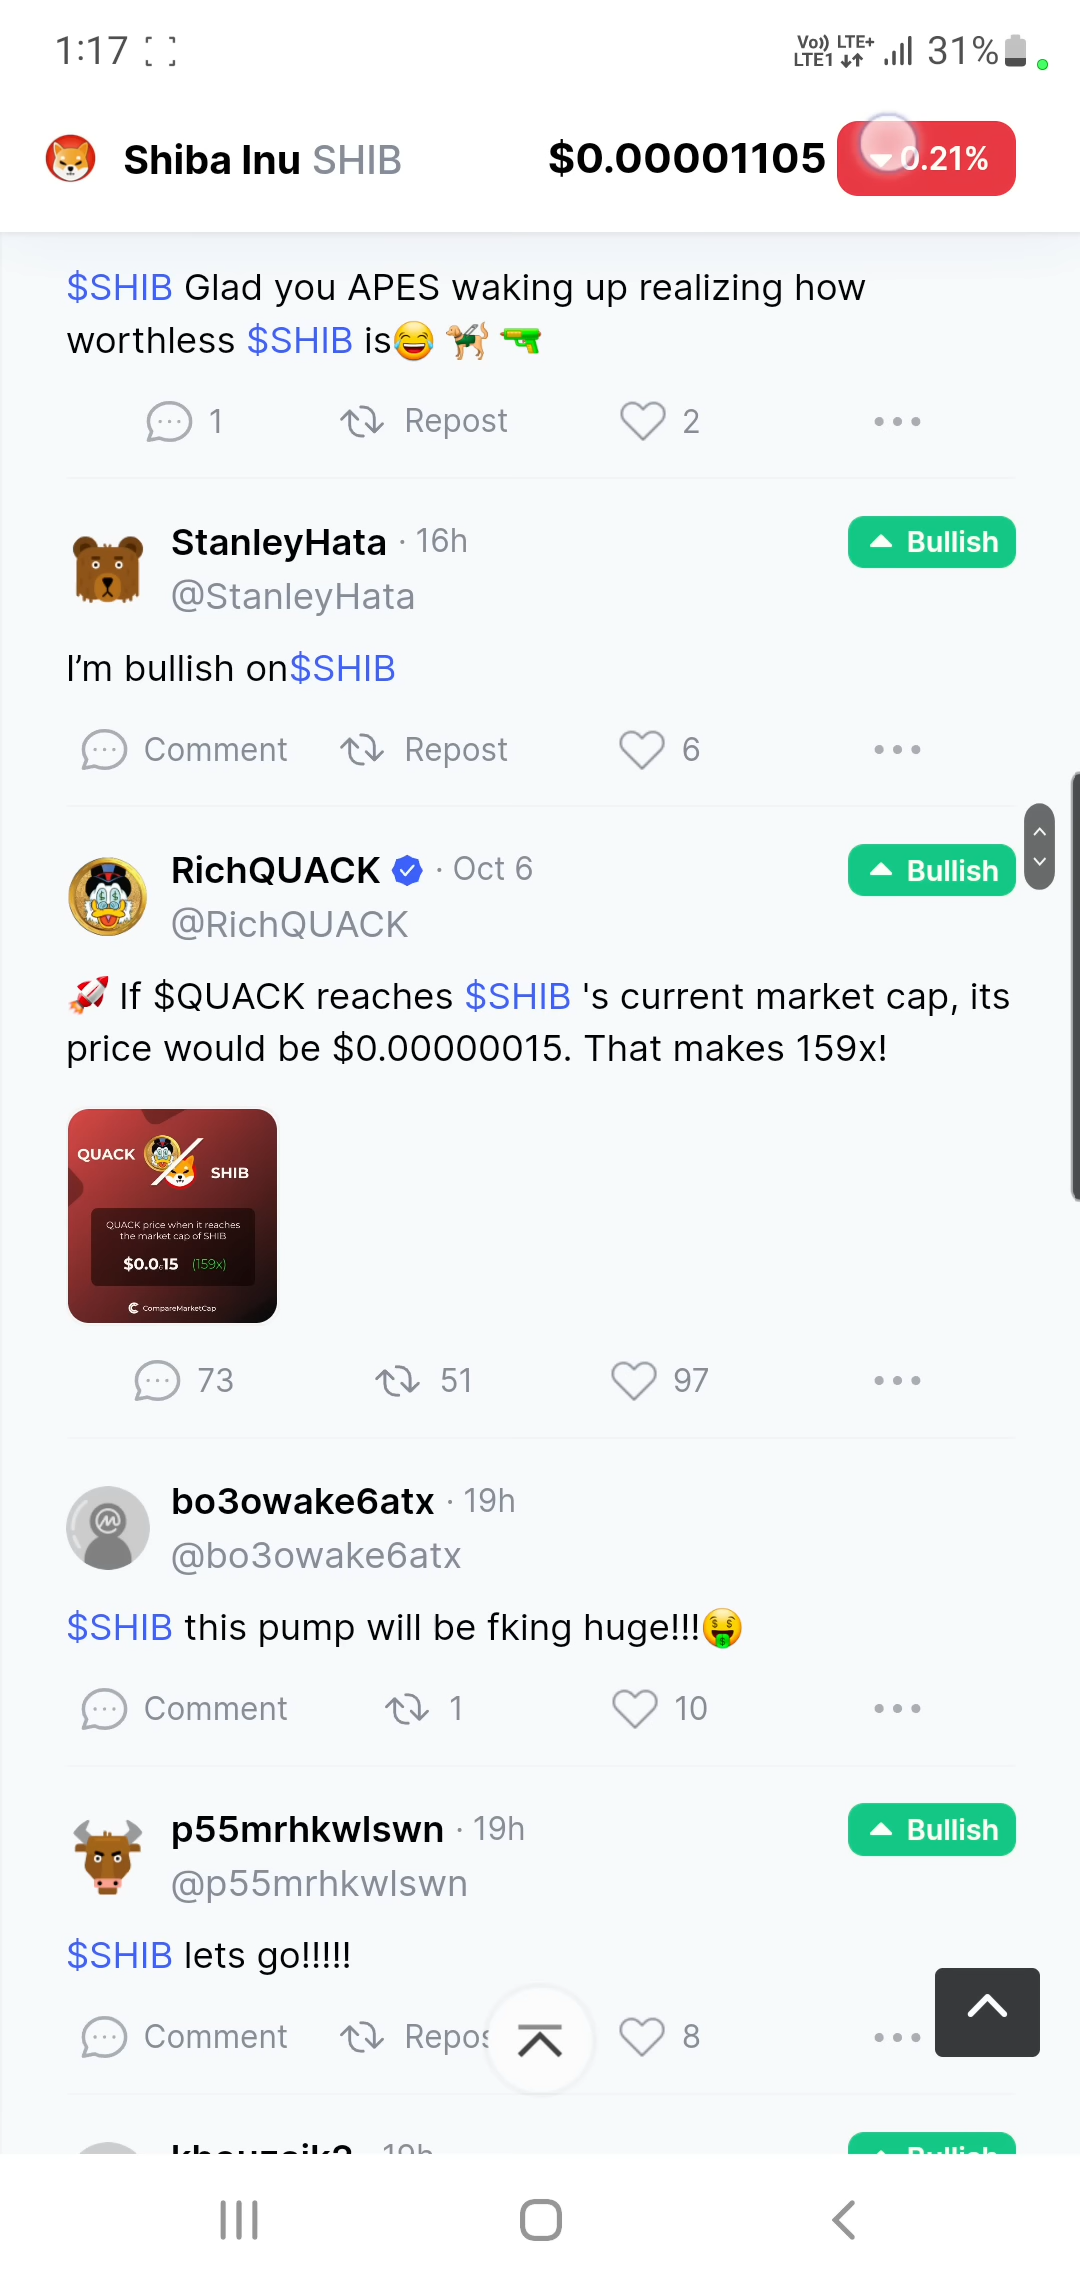 1:17 Vo)) LTE+ LTE1 31%
Shiba Inu SHIB $0.00001105 0.21%
$SHIB Glad you APES waking up realizing how
worthless $SHIB is😂 🐕‍🦺 🔫
1 Repost 2
StanleyHata · 16h Bullish
@StanleyHata
I’m bullish on$SHIB
Comment Repost 6
RichQUACK · Oct 6 Bullish
@RichQUACK
🚀 If $QUACK reaches $SHIB 's current market cap, its
price would be $0.00000015. That makes 159x!
QUACK
SHIB
QUACK price when it reaches
the market cap of SHIB
$0.0₆15 (159x)
CompareMarketCap
73 51 97
bo3owake6atx · 19h
@bo3owake6atx
$SHIB this pump will be fking huge!!!🤑
Comment 1 10
p55mrhkwlswn · 19h Bullish
@p55mrhkwlswn
$SHIB lets go!!!!!
Comment Repos 8
19h Bullish